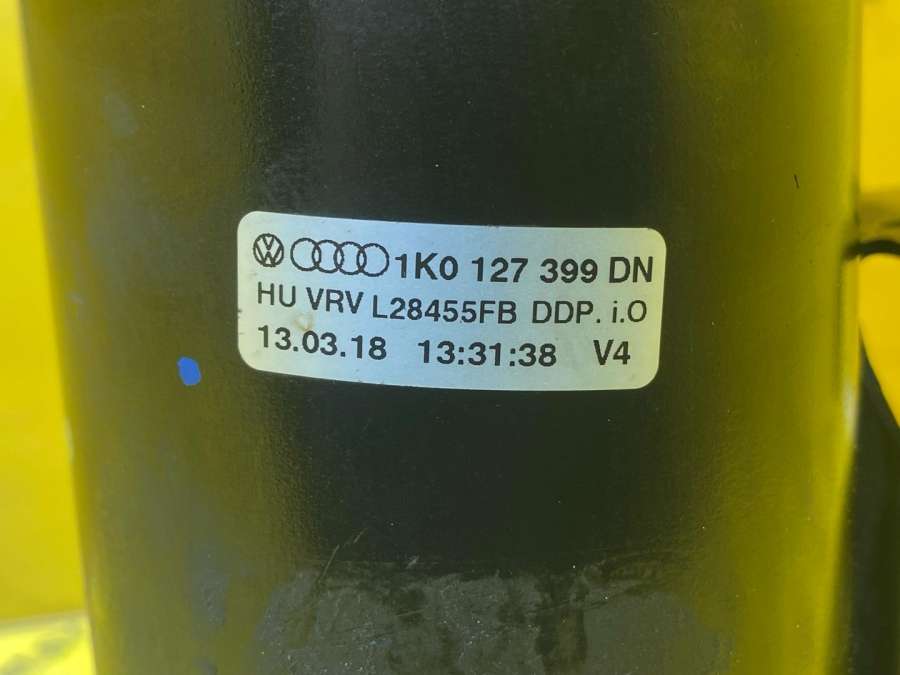 1K0 127 399 DN
HU VRV L28455FB DDP. i.O
13.03.18 13:31:38 V4